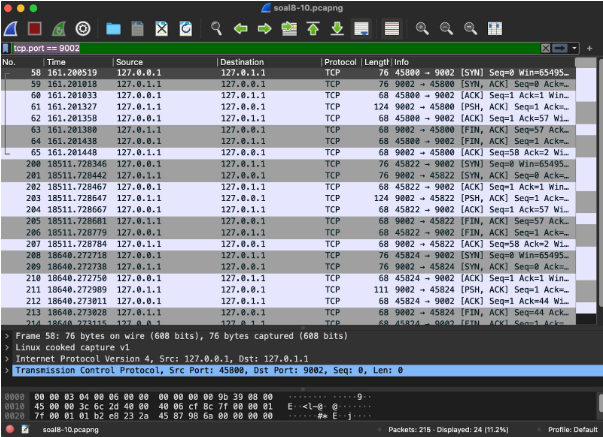 soal8-10.pcapng
tcp.port == 9002
No. Time Source Destination Protocol Length Info
58 161.200519 127.0.0.1 127.0.1.1 TCP 76 45800 → 9002 [SYN] Seq=0 Win=65495…
59 161.201018 127.0.0.1 127.0.1.1 TCP 76 9002 → 45800 [SYN, ACK] Seq=0 Ack=…
60 161.201033 127.0.0.1 127.0.1.1 TCP 68 45800 → 9002 [ACK] Seq=1 Ack=1 Win…
61 161.201327 127.0.0.1 127.0.1.1 TCP 124 9002 → 45800 [PSH, ACK] Seq=1 Ack=…
62 161.201358 127.0.0.1 127.0.1.1 TCP 68 45800 → 9002 [ACK] Seq=1 Ack=57 Wi…
63 161.201380 127.0.0.1 127.0.1.1 TCP 68 9002 → 45800 [FIN, ACK] Seq=57 Ack…
64 161.201438 127.0.0.1 127.0.1.1 TCP 68 45800 → 9002 [FIN, ACK] Seq=1 Ack=…
65 161.201448 127.0.0.1 127.0.1.1 TCP 68 9002 → 45800 [ACK] Seq=58 Ack=2 Wi…
200 18511.728346 127.0.0.1 127.0.1.1 TCP 76 45822 → 9002 [SYN] Seq=0 Win=65495…
201 18511.728442 127.0.0.1 127.0.1.1 TCP 76 9002 → 45822 [SYN, ACK] Seq=0 Ack=…
202 18511.728467 127.0.0.1 127.0.1.1 TCP 68 45822 → 9002 [ACK] Seq=1 Ack=1 Win…
203 18511.728647 127.0.0.1 127.0.1.1 TCP 124 9002 → 45822 [PSH, ACK] Seq=1 Ack=…
204 18511.728667 127.0.0.1 127.0.1.1 TCP 68 45822 → 9002 [ACK] Seq=1 Ack=57 Wi…
205 18511.728681 127.0.0.1 127.0.1.1 TCP 68 9002 → 45822 [FIN, ACK] Seq=57 Ack…
206 18511.728779 127.0.0.1 127.0.1.1 TCP 68 45822 → 9002 [FIN, ACK] Seq=1 Ack=…
207 18511.728784 127.0.0.1 127.0.1.1 TCP 68 9002 → 45822 [ACK] Seq=58 Ack=2 Wi…
208 18640.272718 127.0.0.1 127.0.1.1 TCP 76 45824 → 9002 [SYN] Seq=0 Win=65495…
209 18640.272738 127.0.0.1 127.0.1.1 TCP 76 9002 → 45824 [SYN, ACK] Seq=0 Ack=…
210 18640.272750 127.0.0.1 127.0.1.1 TCP 68 45824 → 9002 [ACK] Seq=1 Ack=1 Win…
211 18640.272989 127.0.0.1 127.0.1.1 TCP 111 9002 → 45824 [PSH, ACK] Seq=1 Ack=…
212 18640.273011 127.0.0.1 127.0.1.1 TCP 68 45824 → 9002 [ACK] Seq=1 Ack=44 Wi…
213 18640.273029 127.0.0.1 127.0.1.1 TCP 68 9002 → 45824 [FIN, ACK] Seq=44 Ack…
214 18640.273115 127.0.0.1 127.0.1.1 TCP 68 45824 → 9002 [FIN, ACK] Seq=1 Ack=…
Frame 58: 76 bytes on wire (608 bits), 76 bytes captured (608 bits)
Linux cooked capture v1
Internet Protocol Version 4, Src: 127.0.0.1, Dst: 127.0.1.1
Transmission Control Protocol, Src Port: 45800, Dst Port: 9002, Seq: 0, Len: 0
0000 00 00 03 04 00 06 00 00 00 00 00 00 9b 39 08 00 ········ ·····9··
0010 45 00 00 3c 6c 2d 40 00 40 06 cf 8c 7f 00 00 01 E··<l-@· @·······
0020 7f 00 01 01 b2 e8 23 2a 45 87 98 6a 00 00 00 00 ······#* E··j····
soal8-10.pcapng
Packets: 215 · Displayed: 24 (11.2%)
Profile: Default